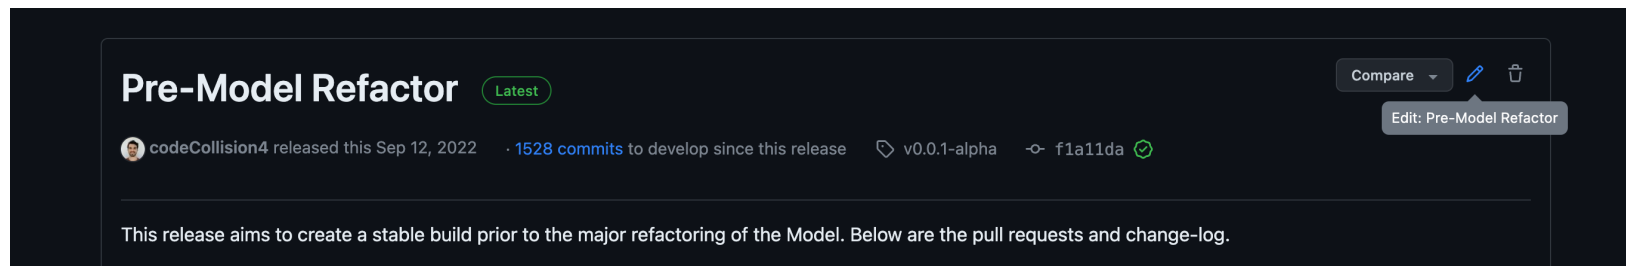 Pre-Model Refactor Latest Compare
Edit: Pre-Model Refactor
codeCollision4 released this Sep 12, 2022 · 1528 commits to develop since this release v0.0.1-alpha f1a11da
This release aims to create a stable build prior to the major refactoring of the Model. Below are the pull requests and change-log.